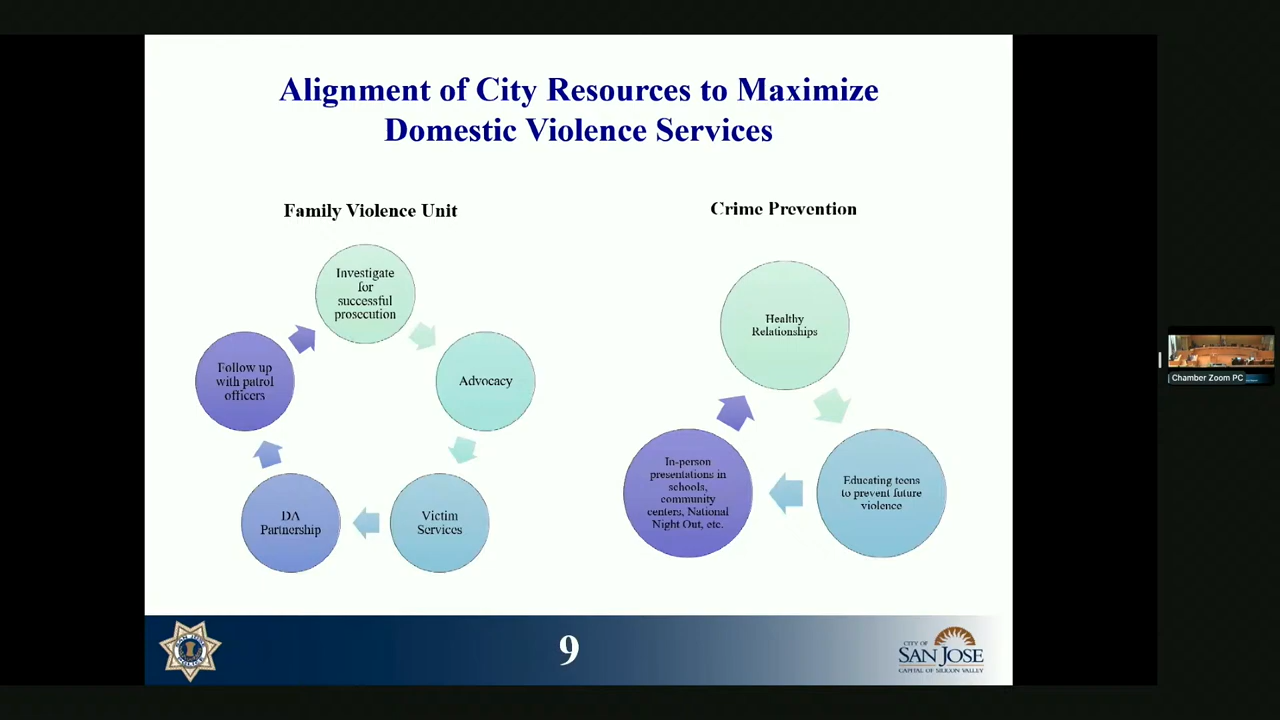 Alignment of City Resources to Maximize
Domestic Violence Services
Family Violence Unit
Investigate
for
successful
prosecution
Advocacy
Victim
Services
DA
Partnership
Follow up
with patrol
officers
Crime Prevention
Healthy
Relationships
Educating teens
to prevent future
violence
In-person
presentations in
schools,
community
centers, National
Night Out, etc.
9
CITY OF
SAN JOSE
CAPITAL OF SILICON VALLEY
Chamber Zoom PC